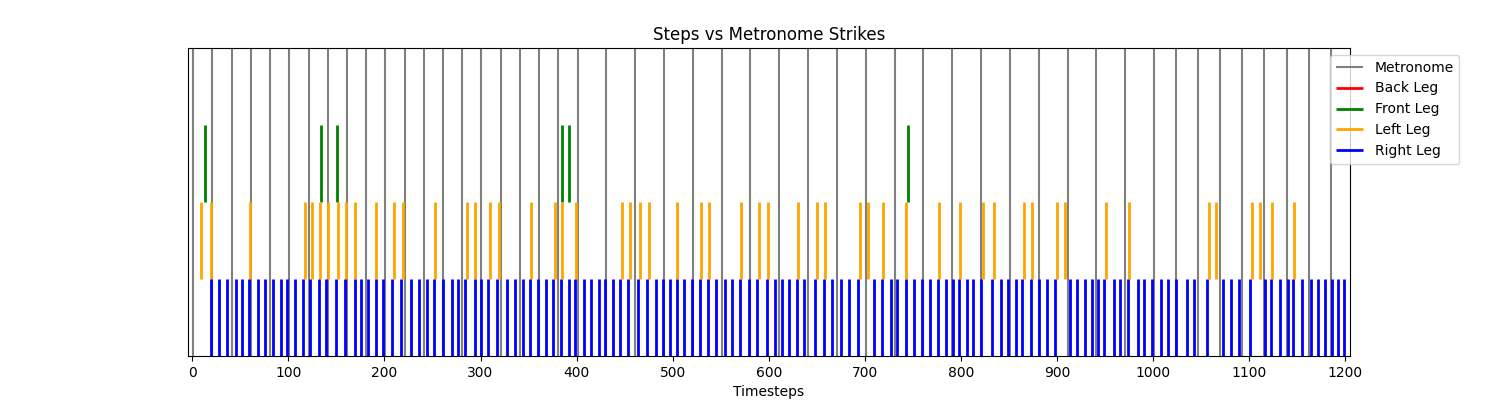 Steps vs Metronome Strikes
Metronome
Back Leg
Front Leg
Left Leg
Right Leg
0 100 200 300 400 500 600 700 800 900 1000 1100 1200
Timesteps